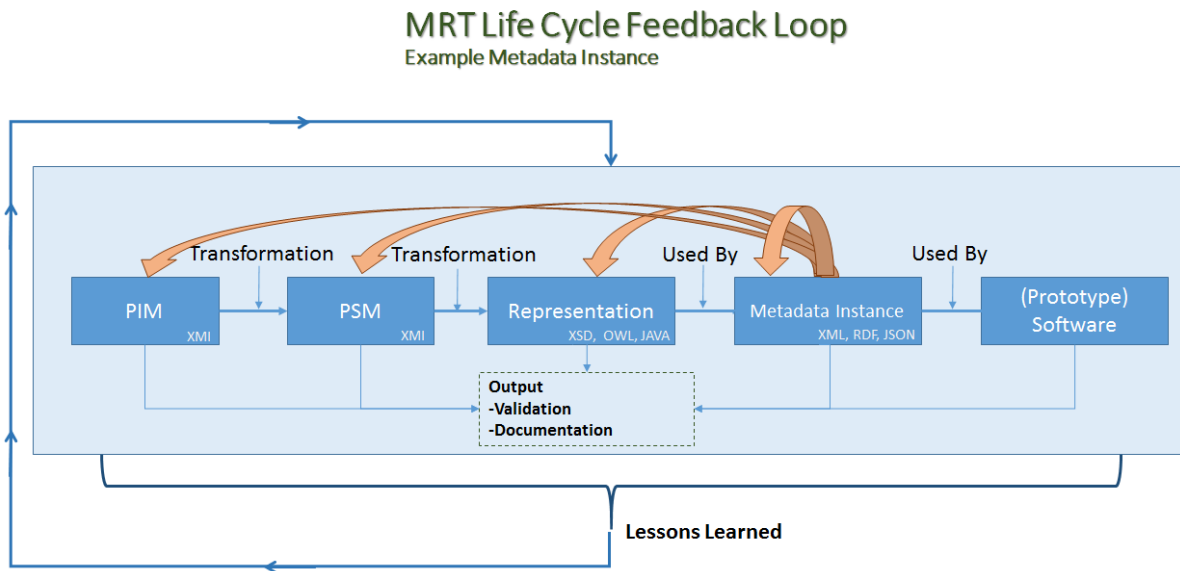 MRT Life Cycle Feedback Loop
Example Metadata Instance
Transformation
Transformation
Used By
Used By
PIM
XMI
PSM
XMI
Representation
XSD, OWL, JAVA
Metadata Instance
XML, RDF, JSON
(Prototype)
Software
Output
-Validation
-Documentation
Lessons Learned